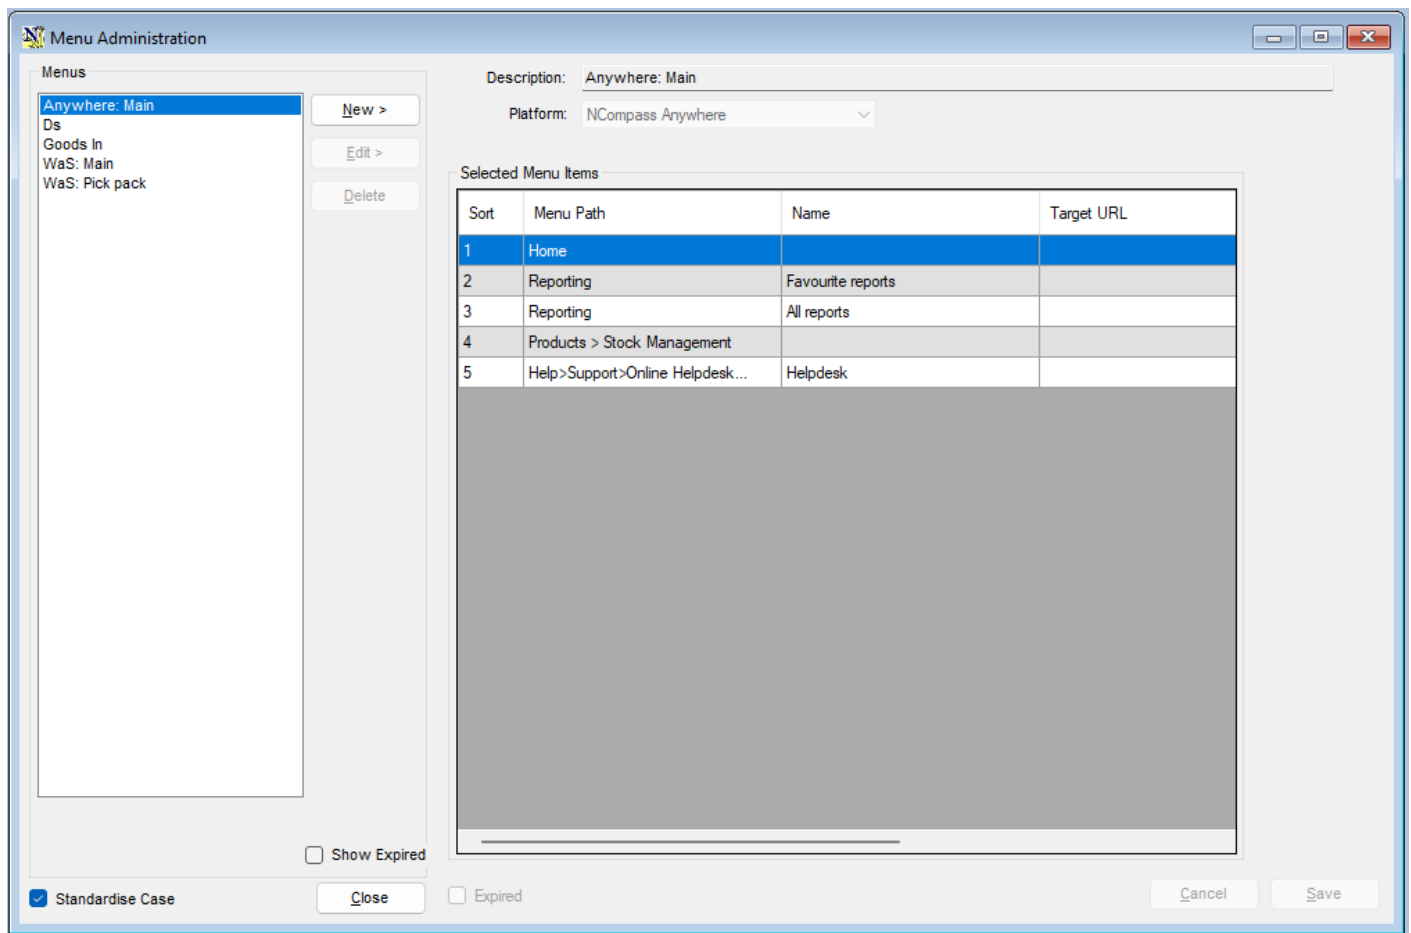 Menu Administration
Menus
Anywhere: Main
Ds
Goods In
WaS: Main
WaS: Pick pack
New >
Edit >
Delete
Show Expired
Standardise Case
Close
Description: Anywhere: Main
Platform: NCompass Anywhere
Selected Menu Items
Sort Menu Path Name Target URL
1 Home
2 Reporting Favourite reports
3 Reporting All reports
4 Products > Stock Management
5 Help>Support>Online Helpdesk... Helpdesk
Expired
Cancel Save